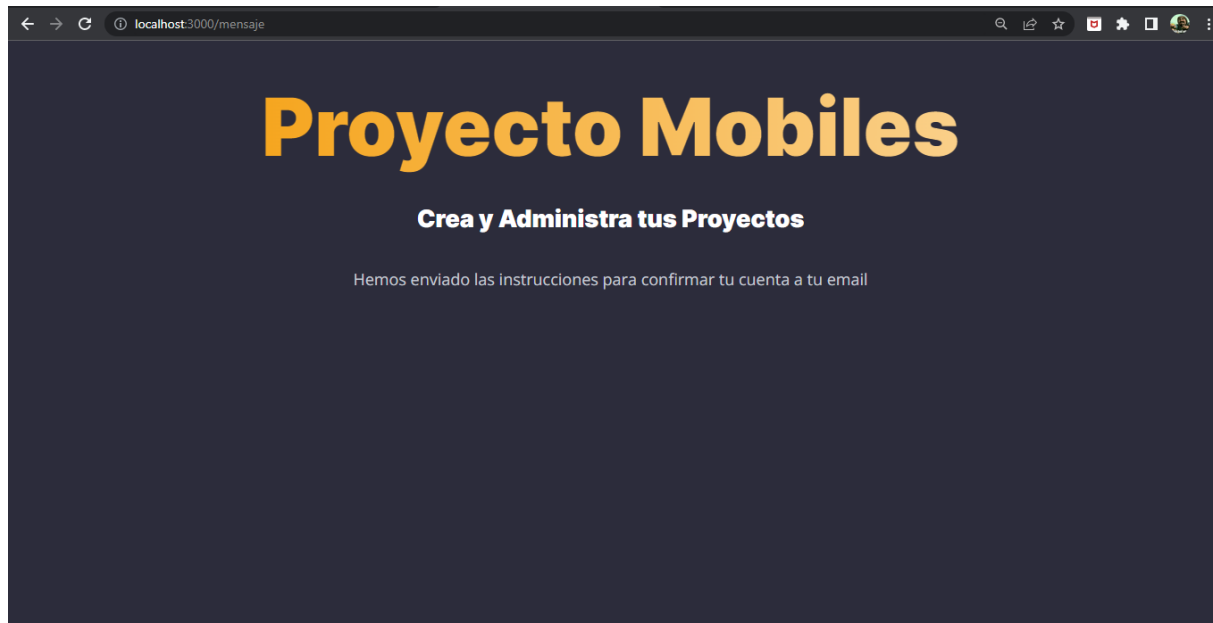 localhost:3000/mensaje
Proyecto Mobiles
Crea y Administra tus Proyectos
Hemos enviado las instrucciones para confirmar tu cuenta a tu email